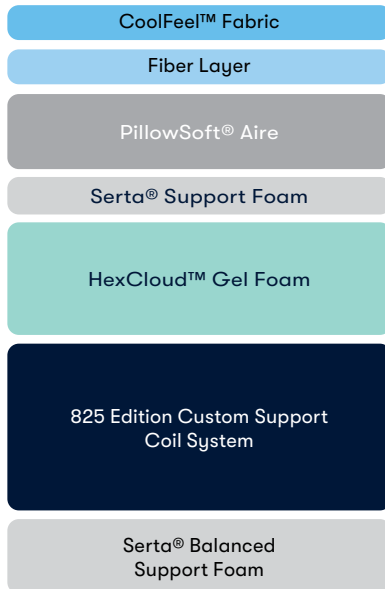 CoolFeel™ Fabric
Fiber Layer
PillowSoft® Aire
Serta® Support Foam
HexCloud™ Gel Foam
825 Edition Custom Support
Coil System
Serta® Balanced
Support Foam